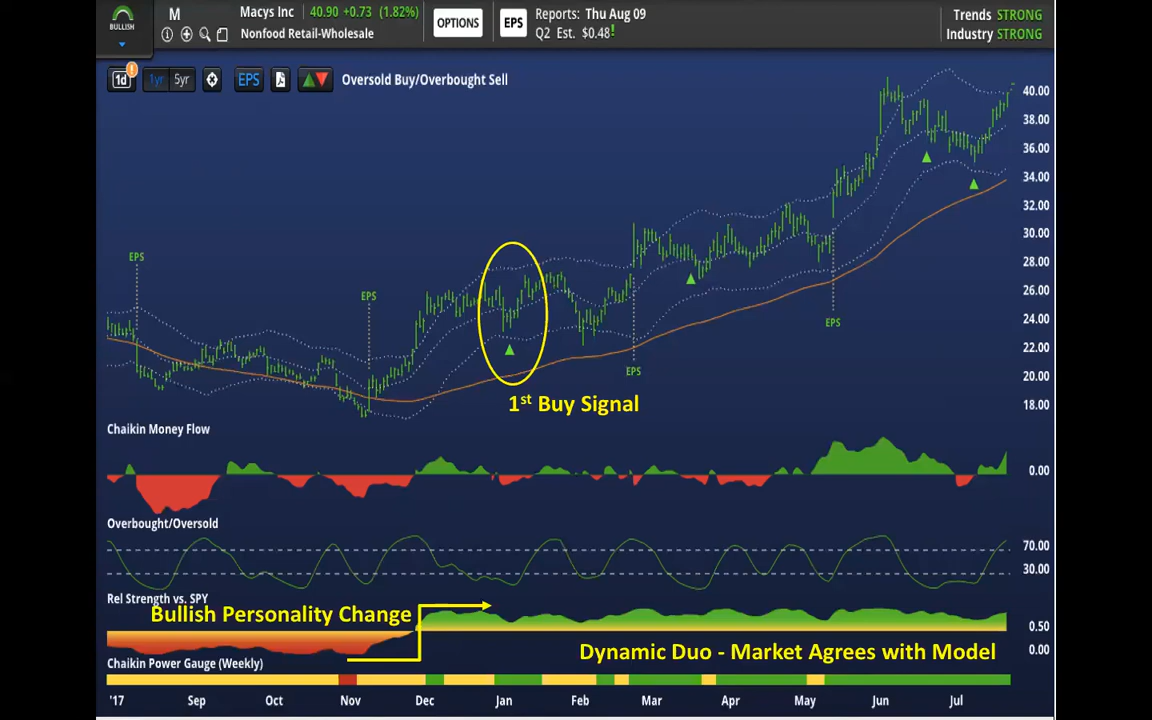 BULLISH
M
Macys Inc 40.90 +0.73 (1.82%)
Nonfood Retail-Wholesale
OPTIONS
EPS
Reports: Thu Aug 09
Q2 Est. $0.48!
Trends STRONG
Industry STRONG
1d
!
1yr 5yr
EPS
Oversold Buy/Overbought Sell
40.00
38.00
36.00
34.00
32.00
30.00
28.00
26.00
24.00
22.00
20.00
18.00
EPS
EPS
EPS
EPS
1st Buy Signal
Chaikin Money Flow
0.00
Overbought/Oversold
70.00
30.00
Rel Strength vs. SPY
Bullish Personality Change
0.50
0.00
Dynamic Duo - Market Agrees with Model
Chaikin Power Gauge (Weekly)
'17 Sep Oct Nov Dec Jan Feb Mar Apr May Jun Jul